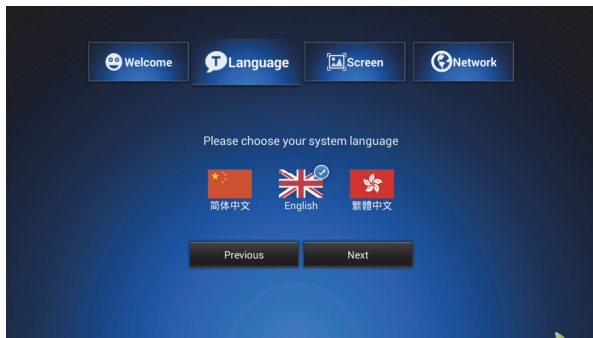 Welcome
Language
Screen
Network
Please choose your system language
简体中文
English
繁體中文
Previous
Next